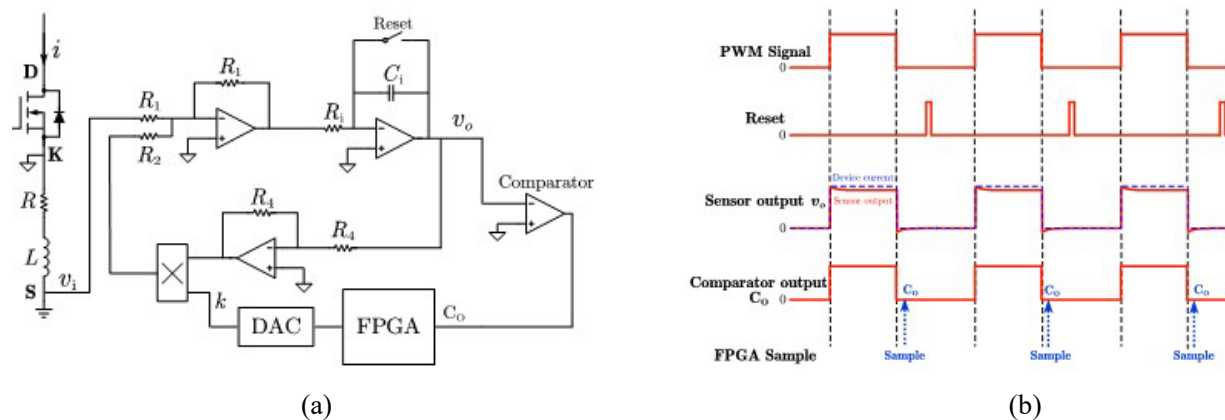 i
D
K
R
L
S
v_i
R_1
R_2
R_1
R_i
Reset
C_i
v_o
Comparator
R_4
R_4
k
DAC
FPGA
C_O
(a)
PWM Signal
0
Reset
0
Device current
Sensor output v_o
Sensor output
0
Comparator output
C_O
0
C_O
C_O
C_O
FPGA Sample
Sample
Sample
Sample
(b)